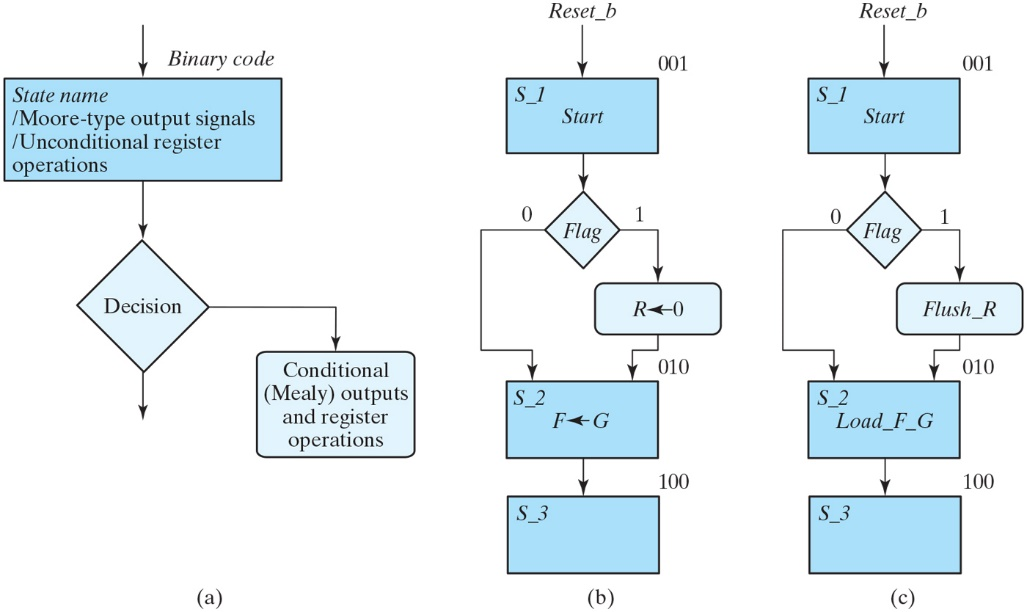 Binary code
State name
/Moore-type output signals
/Unconditional register
operations
Decision
Conditional
(Mealy) outputs
and register
operations
(a)
Reset_b
001
S_1
Start
0
1
Flag
R←0
010
S_2
F←G
100
S_3
(b)
Reset_b
001
S_1
Start
0
1
Flag
Flush_R
010
S_2
Load_F_G
100
S_3
(c)